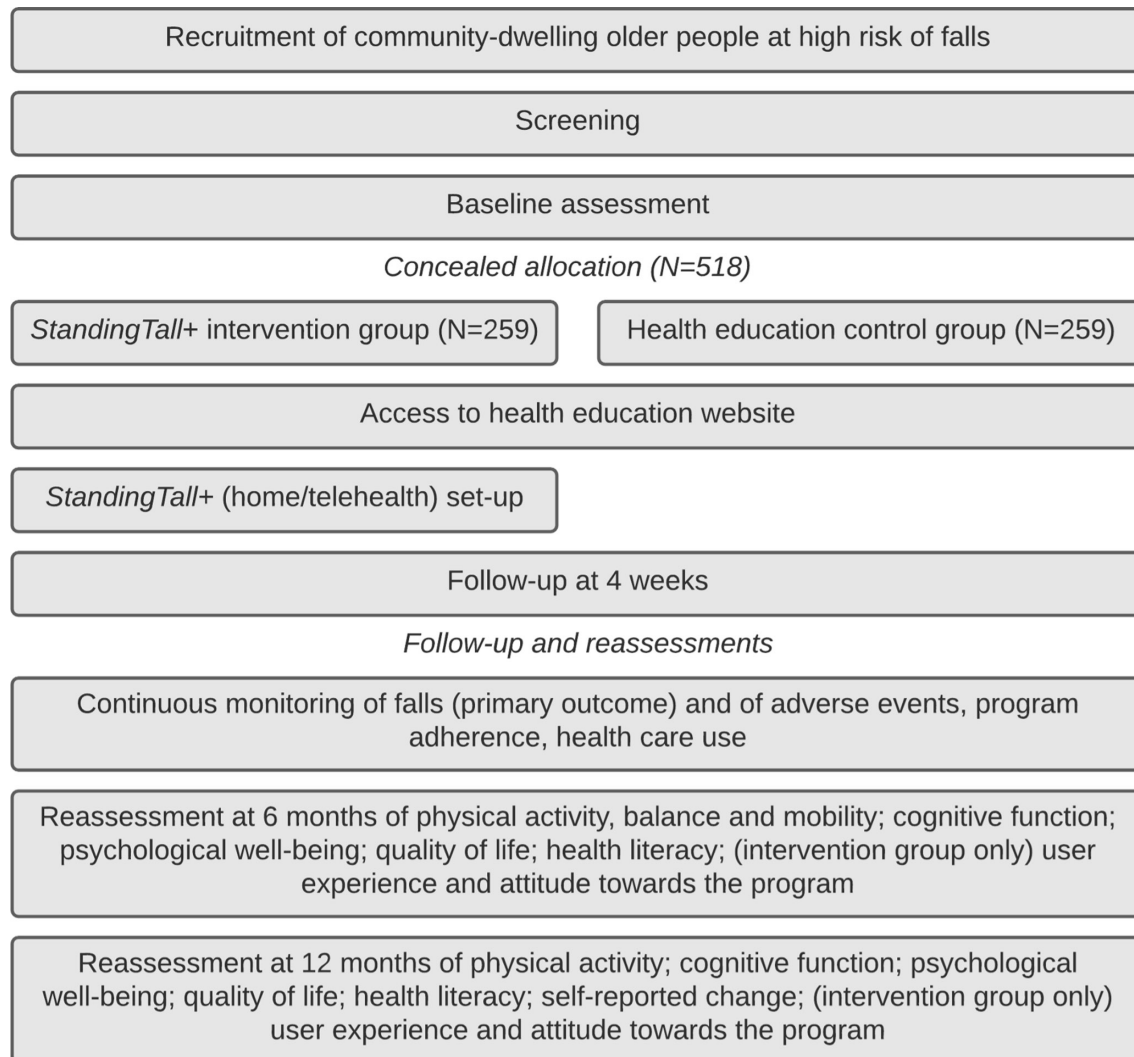 Recruitment of community-dwelling older people at high risk of falls
Screening
Baseline assessment
Concealed allocation (N=518)
StandingTall+ intervention group (N=259)
Health education control group (N=259)
Access to health education website
StandingTall+ (home/telehealth) set-up
Follow-up at 4 weeks
Follow-up and reassessments
Continuous monitoring of falls (primary outcome) and of adverse events, program
adherence, health care use
Reassessment at 6 months of physical activity, balance and mobility; cognitive function;
psychological well-being; quality of life; health literacy; (intervention group only) user
experience and attitude towards the program
Reassessment at 12 months of physical activity; cognitive function; psychological
well-being; quality of life; health literacy; self-reported change; (intervention group only)
user experience and attitude towards the program